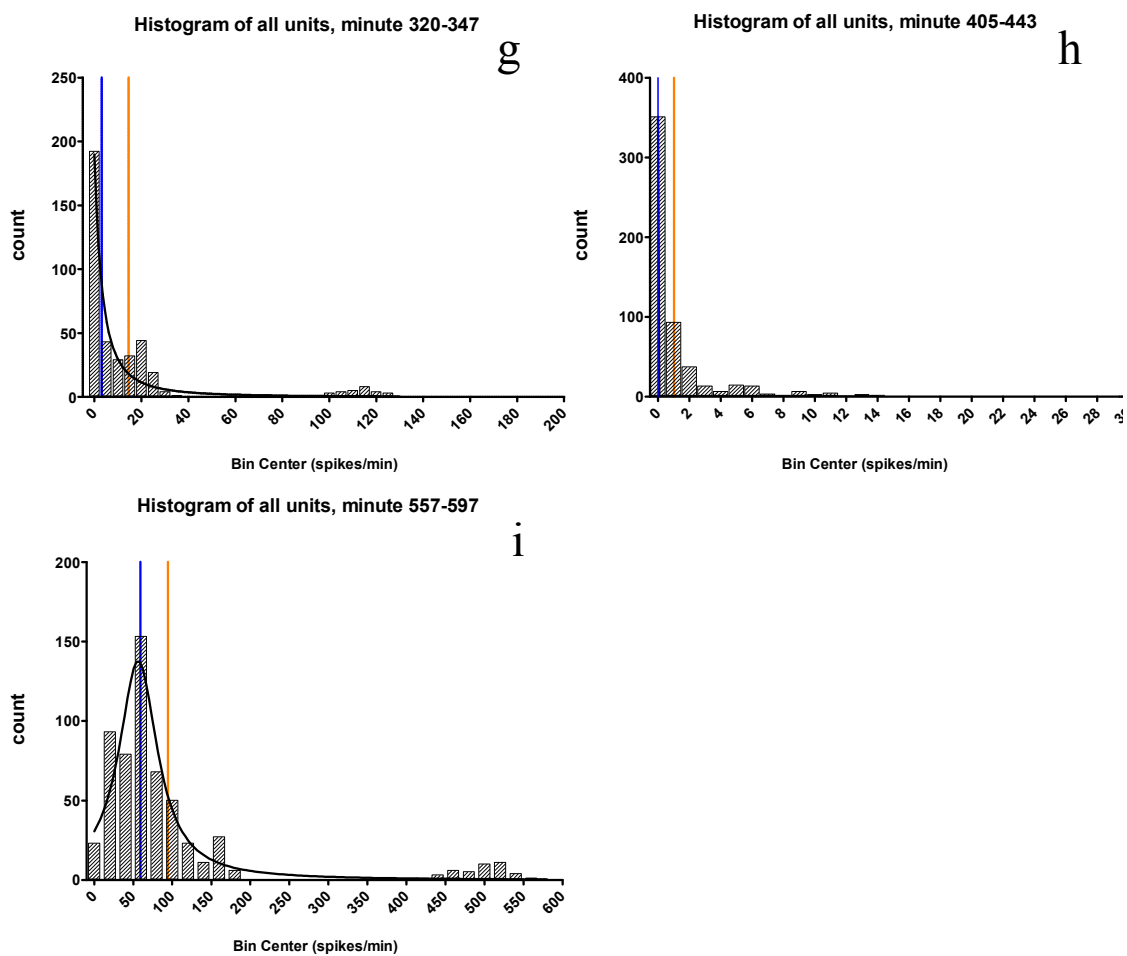 Histogram of all units, minute 320-347
g
250
200
150
100
50
0
count
0 20 40 60 80 100 120 140 160 180 200
Bin Center (spikes/min)
Histogram of all units, minute 405-443
h
400
300
200
100
0
count
0 2 4 6 8 10 12 14 16 18 20 22 24 26 28
Bin Center (spikes/min)
Histogram of all units, minute 557-597
i
200
150
100
50
0
count
0 50 100 150 200 250 300 350 400 450 500 550 600
Bin Center (spikes/min)